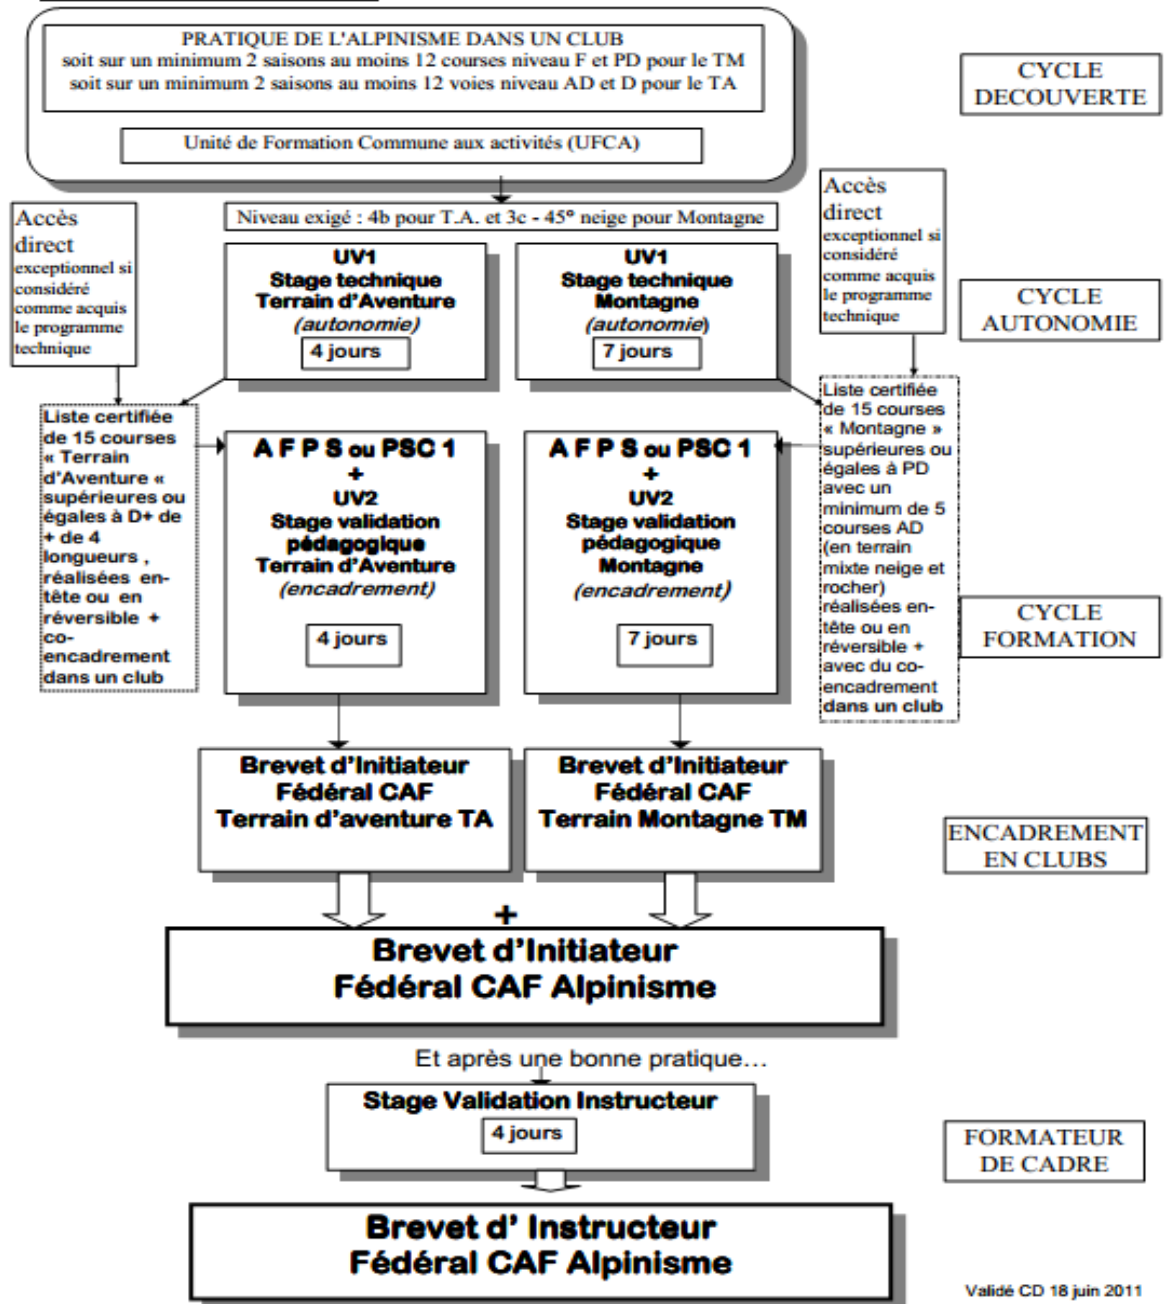 PRATIQUE DE L'ALPINISME DANS UN CLUB
soit sur un minimum 2 saisons au moins 12 courses niveau F et PD pour le TM
soit sur un minimum 2 saisons au moins 12 voies niveau AD et D pour le TA
Unité de Formation Commune aux activités (UFCA)
CYCLE
DECOUVERTE
Niveau exigé : 4b pour T.A. et 3c - 45° neige pour Montagne
Accès
direct
exceptionnel si
considéré
comme acquis
le programme
technique
UV1
Stage technique
Terrain d'Aventure
(autonomie)
4 jours
UV1
Stage technique
Montagne
(autonomie)
7 jours
Accès
direct
exceptionnel si
considéré
comme acquis
le programme
technique
CYCLE
AUTONOMIE
Liste certifiée
de 15 courses
« Terrain
d'Aventure «
supérieures ou
égales à D+ de
+ de 4
longueurs ,
réalisées en-
tête ou en
réversible +
co-
encadrement
dans un club
A F P S ou PSC 1
+
UV2
Stage validation
pédagogique
Terrain d'Aventure
(encadrement)
4 jours
A F P S ou PSC 1
+
UV2
Stage validation
pédagogique
Montagne
(encadrement)
7 jours
Liste certifiée
de 15 courses
« Montagne »
supérieures ou
égales à PD
avec un
minimum de 5
courses AD
(en terrain
mixte neige et
rocher)
réalisées en-
tête ou en
réversible +
avec du co-
encadrement
dans un club
CYCLE
FORMATION
Brevet d'Initiateur
Fédéral CAF
Terrain d'aventure TA
Brevet d'Initiateur
Fédéral CAF
Terrain Montagne TM
ENCADREMENT
EN CLUBS
+
Brevet d'Initiateur
Fédéral CAF Alpinisme
Et après une bonne pratique…
Stage Validation Instructeur
4 jours
FORMATEUR
DE CADRE
Brevet d' Instructeur
Fédéral CAF Alpinisme
Validé CD 18 juin 2011